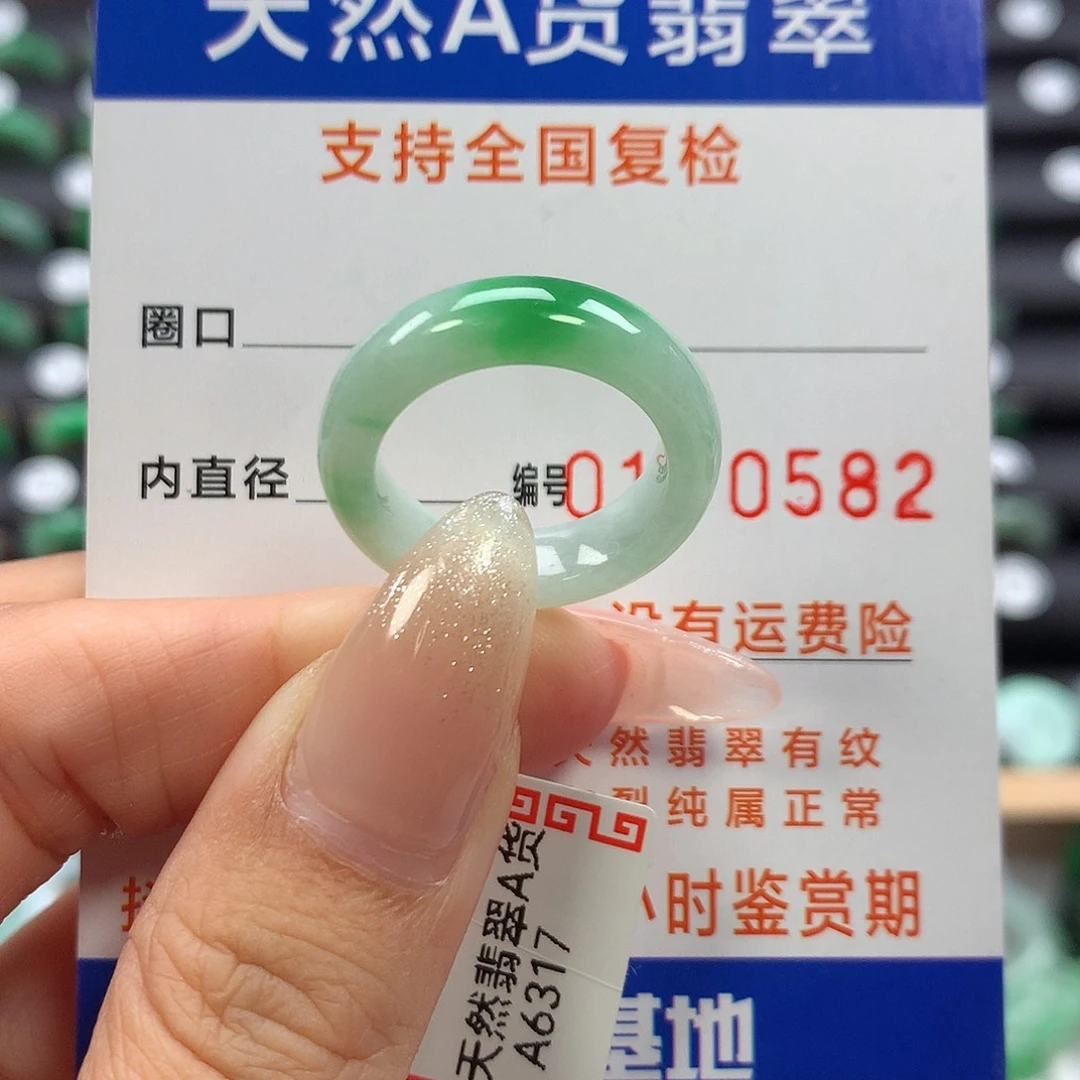 天然A货翡翠
支持全国复检
圈口
内直径
编号 01 0582
有运费险
然翡翠有纹
纯属正常
小时鉴赏期
天然翡翠A货
A6317
基地